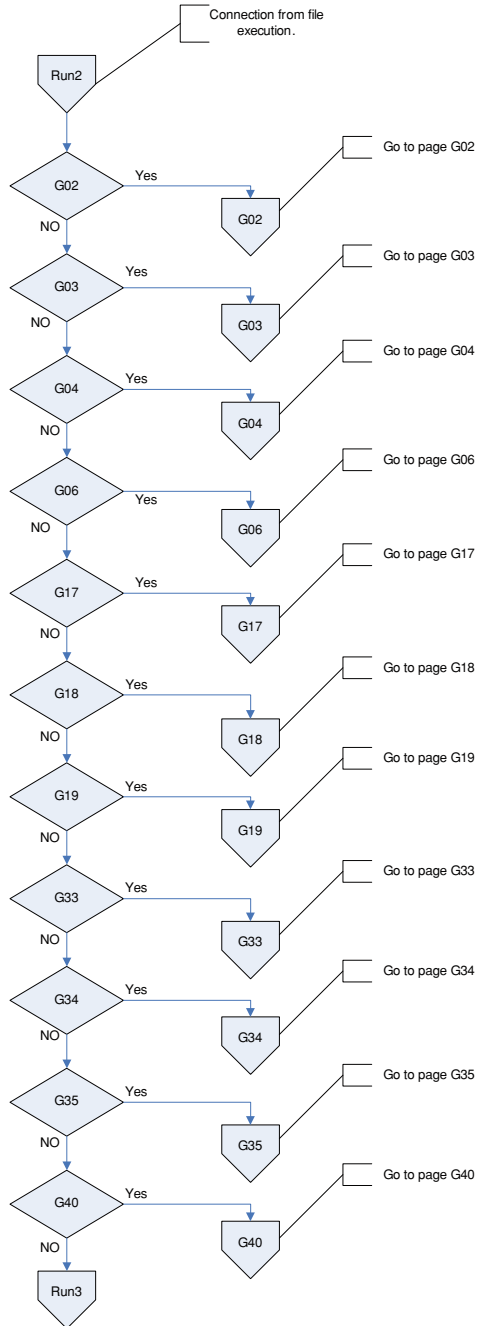 Connection from file
execution.
Run2
Go to page G02
G02
Yes
G02
NO
Go to page G03
G03
Yes
G03
NO
Go to page G04
G04
Yes
G04
NO
Go to page G06
G06
Yes
G06
NO
Go to page G17
G17
Yes
G17
NO
Go to page G18
G18
Yes
G18
NO
Go to page G19
G19
Yes
G19
NO
Go to page G33
G33
Yes
G33
NO
Go to page G34
G34
Yes
G34
NO
Go to page G35
G35
Yes
G35
NO
Go to page G40
G40
Yes
G40
NO
Run3